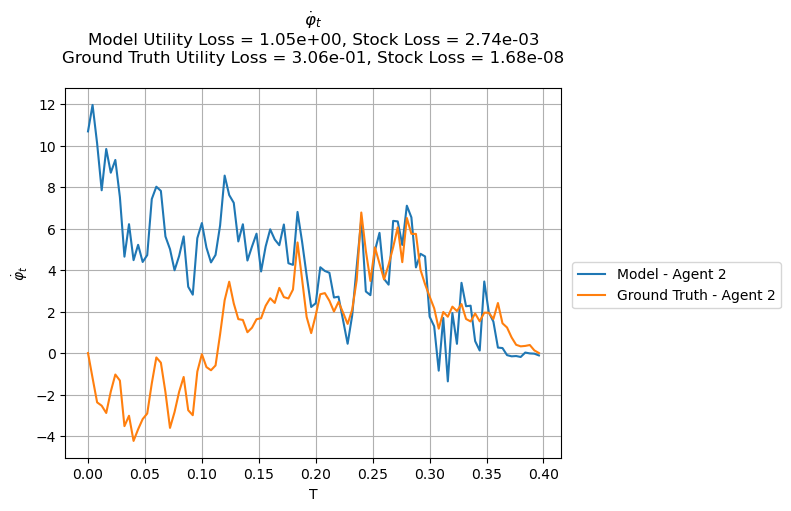 φ̇_t
Model Utility Loss = 1.05e+00, Stock Loss = 2.74e-03
Ground Truth Utility Loss = 3.06e-01, Stock Loss = 1.68e-08
12
10
8
6
4
2
0
−2
−4
φ̇_t
0.00 0.05 0.10 0.15 0.20 0.25 0.30 0.35 0.40
T
Model - Agent 2
Ground Truth - Agent 2